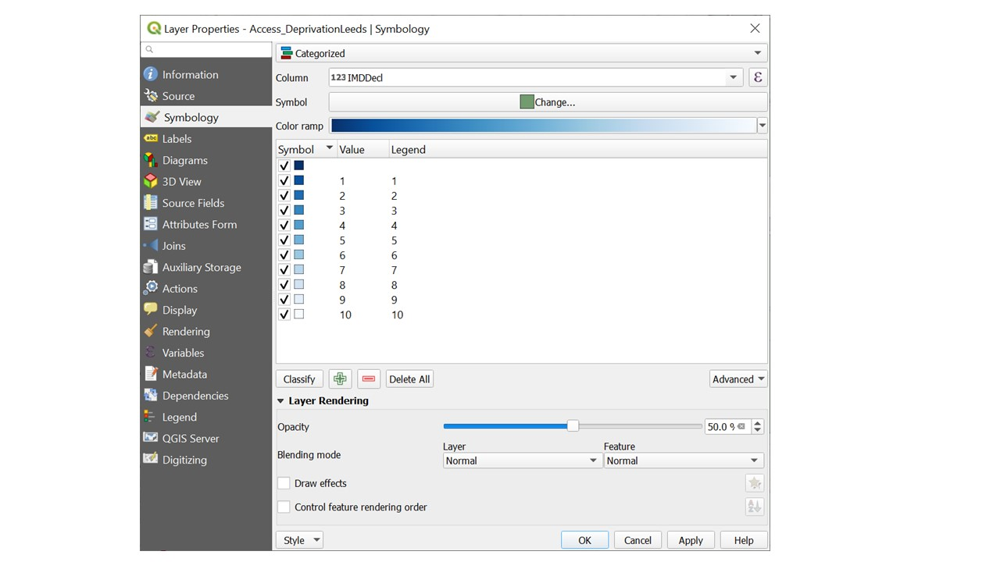 Layer Properties - Access_DeprivationLeeds | Symbology
Categorized
Information
Source
Symbology
Labels
Diagrams
3D View
Source Fields
Attributes Form
Joins
Auxiliary Storage
Actions
Display
Rendering
Variables
Metadata
Dependencies
Legend
QGIS Server
Digitizing
Column 123 IMDDecl ε
Symbol Change...
Color ramp
Symbol Value Legend
1 1
2 2
3 3
4 4
5 5
6 6
7 7
8 8
9 9
10 10
Classify Delete All Advanced
Layer Rendering
Opacity 50.0 %
Layer Feature
Blending mode Normal Normal
Draw effects
Control feature rendering order
Style OK Cancel Apply Help